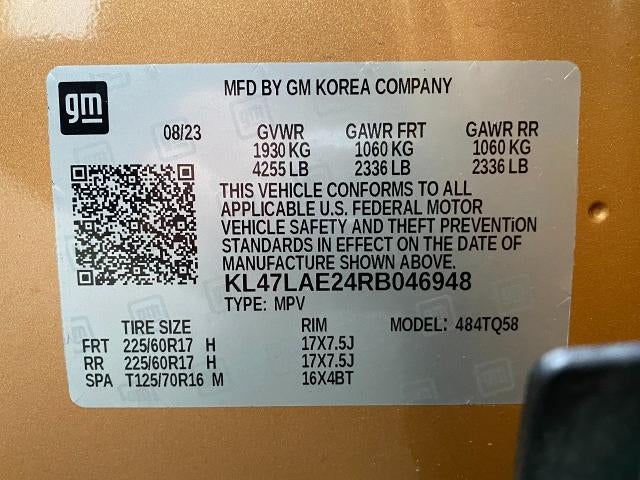 gm
MFD BY GM KOREA COMPANY
08/23 GVWR GAWR FRT GAWR RR
1930 KG 1060 KG 1060 KG
4255 LB 2336 LB 2336 LB
THIS VEHICLE CONFORMS TO ALL
APPLICABLE U.S. FEDERAL MOTOR
VEHICLE SAFETY AND THEFT PREVENTiON
STANDARDS IN EFFECT ON THE DATE OF
MANUFACTURE SHOWN ABOVE.
KL47LAE24RB046948
TYPE: MPV
TIRE SIZE RIM MODEL: 484TQ58
FRT 225/60R17 H 17X7.5J
RR 225/60R17 H 17X7.5J
SPA T125/70R16 M 16X4BT